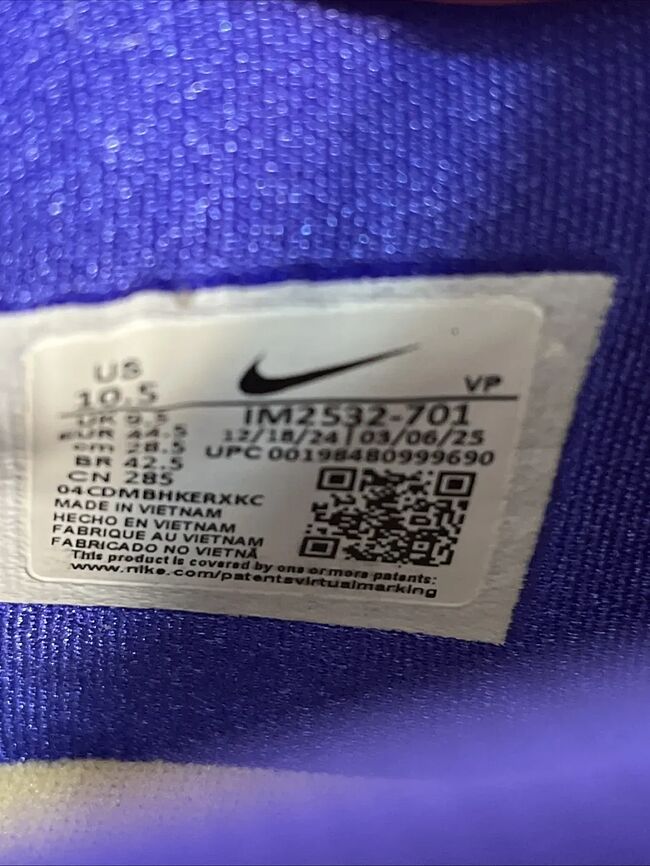 US
10.5
VP
UK 9.5
EUR 44.5
cm 28.5
BR 42.5
CN 285
IM2532-701
12/18/24 | 03/06/25
UPC 00198480999690
04CDMBHKERXKC
MADE IN VIETNAM
HECHO EN VIETNAM
FABRIQUE AU VIETNAM
FABRICADO NO VIETNÃ
This product is covered by one or more patents:
www.nike.com/patentsvirtualmarking